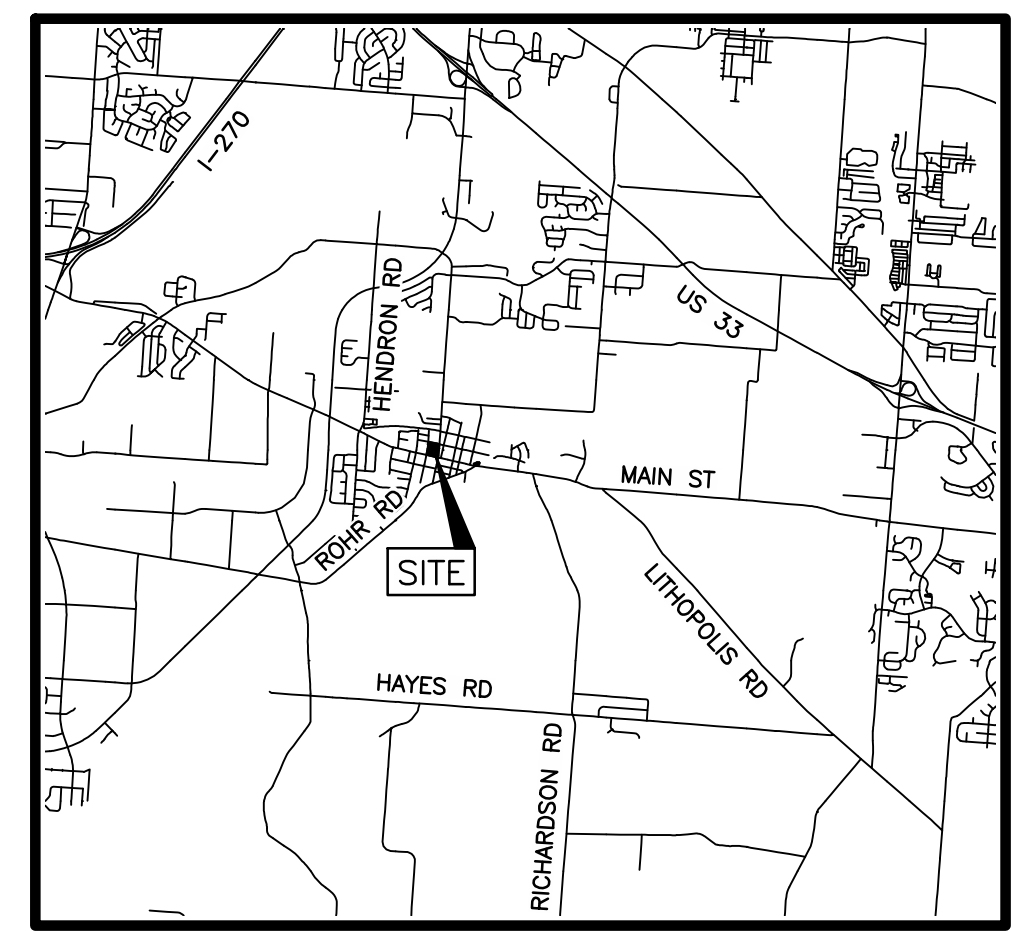 I-270
HENDRON RD
US 33
MAIN ST
ROHR RD
SITE
LITHOPOLIS RD
HAYES RD
RICHARDSON RD